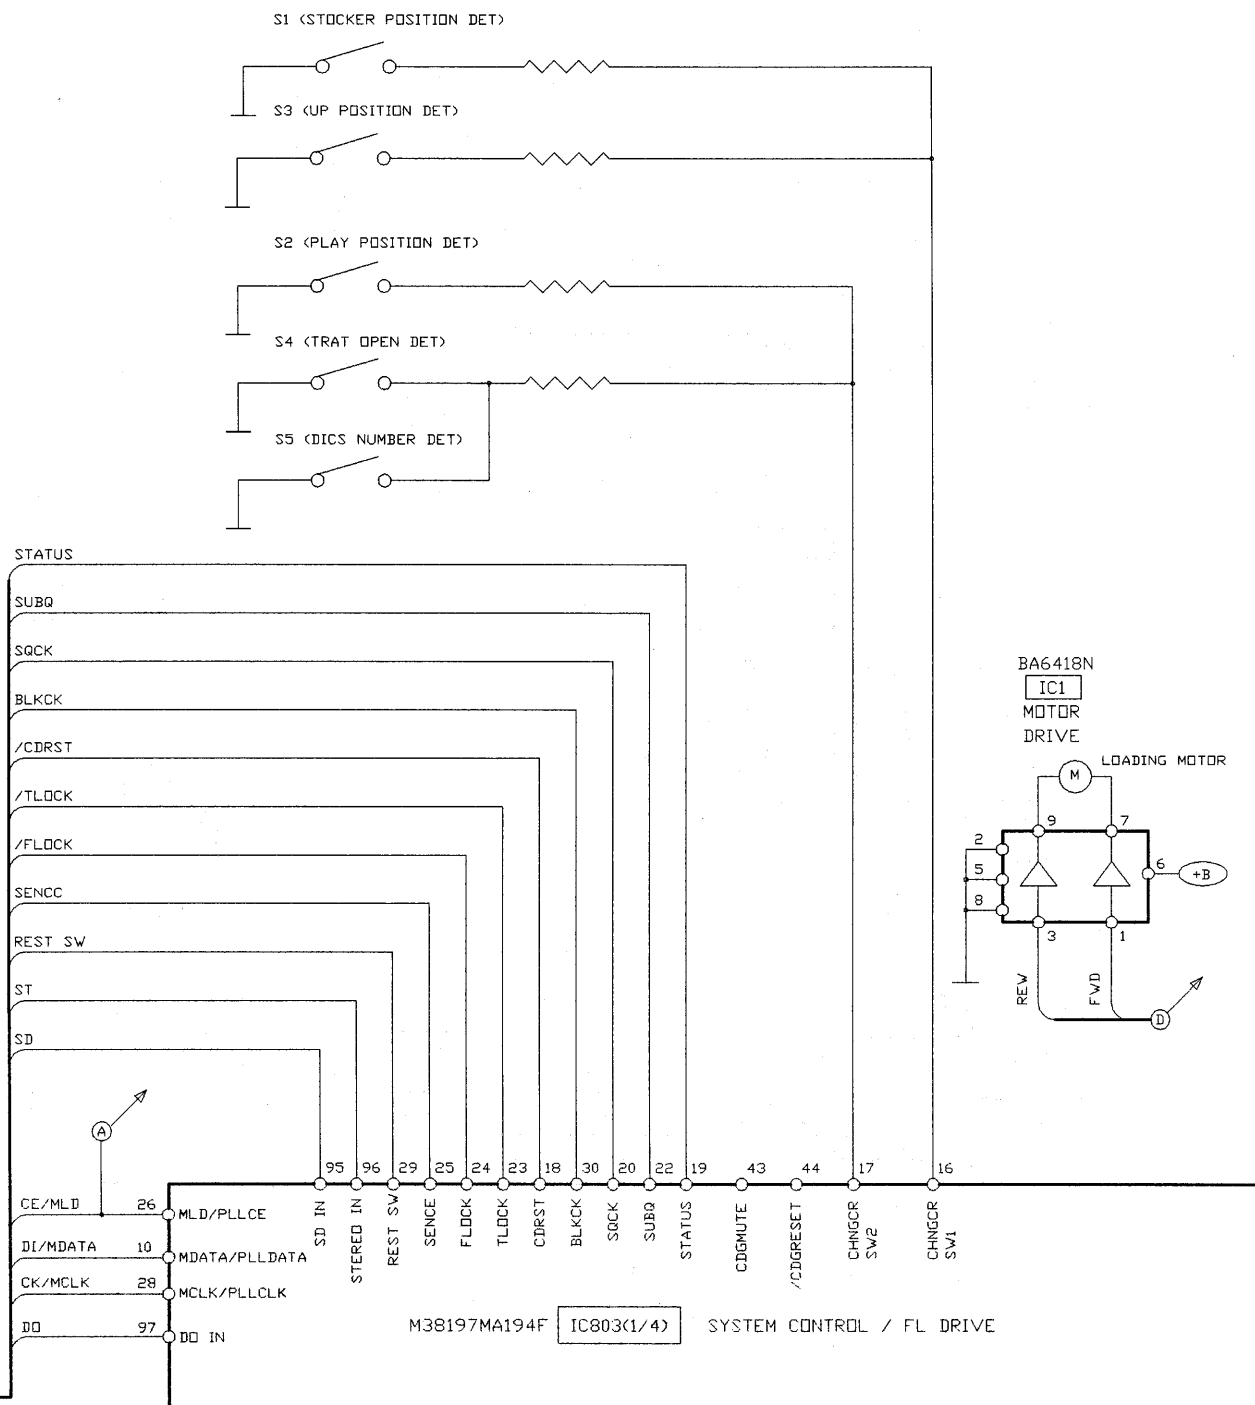 S1 (STOCKER POSITION DET)
S3 (UP POSITION DET)
S2 (PLAY POSITION DET)
S4 (TRAT OPEN DET)
S5 (DICS NUMBER DET)
STATUS
SUBQ
SQCK
BLKCK
/CDRST
/TLOCK
/FLOCK
SENCC
REST SW
ST
SD
BA6418N
IC1
MOTOR
DRIVE
LOADING MOTOR
M
9 7
2
5
8
6
+B
3 1
REW
FWD
D
A
95 96 29 25 24 23 18 30 20 22 19 43 44 17 16
CE/MLD 26 MLD/PLLCE
DI/MDATA 10 MDATA/PLLDATA
CK/MCLK 28 MCLK/PLLCLK
DO 97 DO IN
SD IN
STEREO IN
REST SW
SENCE
FLOCK
TLOCK
CDRST
BLKCK
SQCK
SUBQ
STATUS
CDGMUTE
/CDGRESET
CHNGCR
SW2
CHNGCR
SW1
M38197MA194F IC803(1/4) SYSTEM CONTROL / FL DRIVE